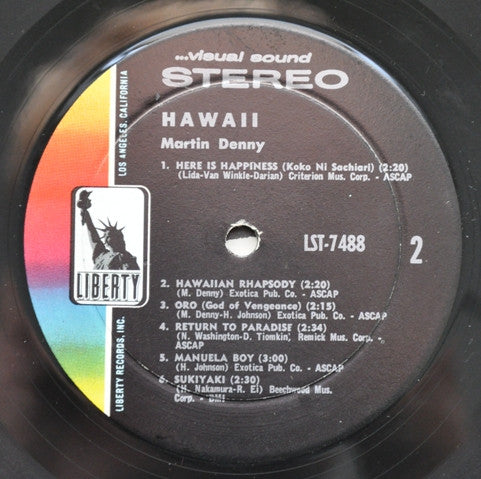 ...visual sound
STEREO
HAWAII
Martin Denny
1. HERE IS HAPPINESS (Koko Ni Sachiari) (2:20)
(Lida-Van Winkle-Darian) Criterion Mus. Corp. - ASCAP
LST-7488
2
2. HAWAIIAN RHAPSODY (2:20)
(M. Denny) Exotica Pub. Co. - ASCAP
3. ORO (God of Vengeance) (2:15)
(M. Denny-H. Johnson) Exotica Pub. Co. - ASCAP
4. RETURN TO PARADISE (2:34)
(N. Washington-D. Tiomkin) Remick Mus. Corp. -
ASCAP
5. MANUELA BOY (3:00)
(H. Johnson) Exotica Pub. Co. - ASCAP
6. SUKIYAKI (2:30)
(H. Nakamura-R. Ei) Beechwood Mus.
Corp. - BMI
LOS ANGELES, CALIFORNIA
LIBERTY
LIBERTY RECORDS, INC.